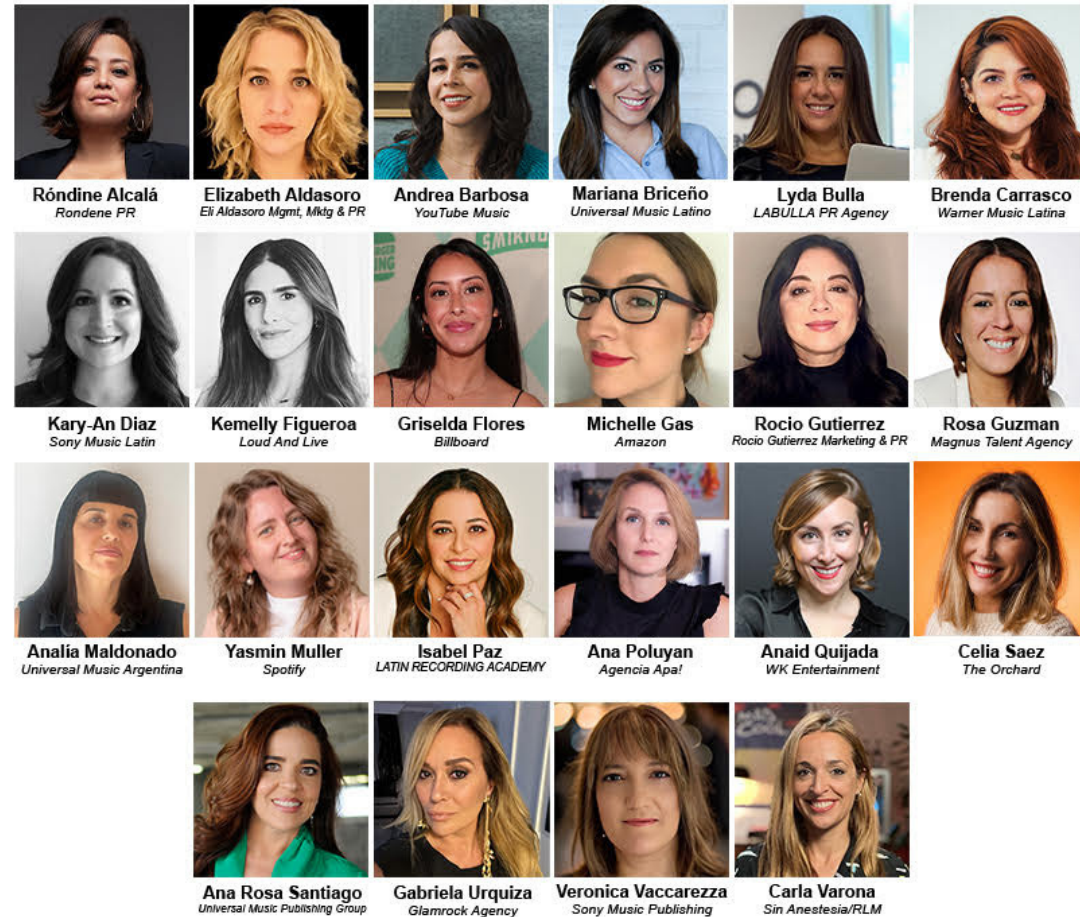 SMIRNO
Róndine Alcalá
Rondene PR
Elizabeth Aldasoro
Eli Aldasoro Mgmt, Mktg & PR
Andrea Barbosa
YouTube Music
Mariana Briceño
Universal Music Latino
Lyda Bulla
LABULLA PR Agency
Brenda Carrasco
Warner Music Latina
Kary-An Diaz
Sony Music Latin
Kemelly Figueroa
Loud And Live
Griselda Flores
Billboard
Michelle Gas
Amazon
Rocio Gutierrez
Rocio Gutierrez Marketing & PR
Rosa Guzman
Magnus Talent Agency
Analía Maldonado
Universal Music Argentina
Yasmin Muller
Spotify
Isabel Paz
LATIN RECORDING ACADEMY
Ana Poluyan
Agencia Apa!
Anaid Quijada
WK Entertainment
Celia Saez
The Orchard
Ana Rosa Santiago
Universal Music Publishing Group
Gabriela Urquiza
Glamrock Agency
Veronica Vaccarezza
Sony Music Publishing
Carla Varona
Sin Anestesia/RLM